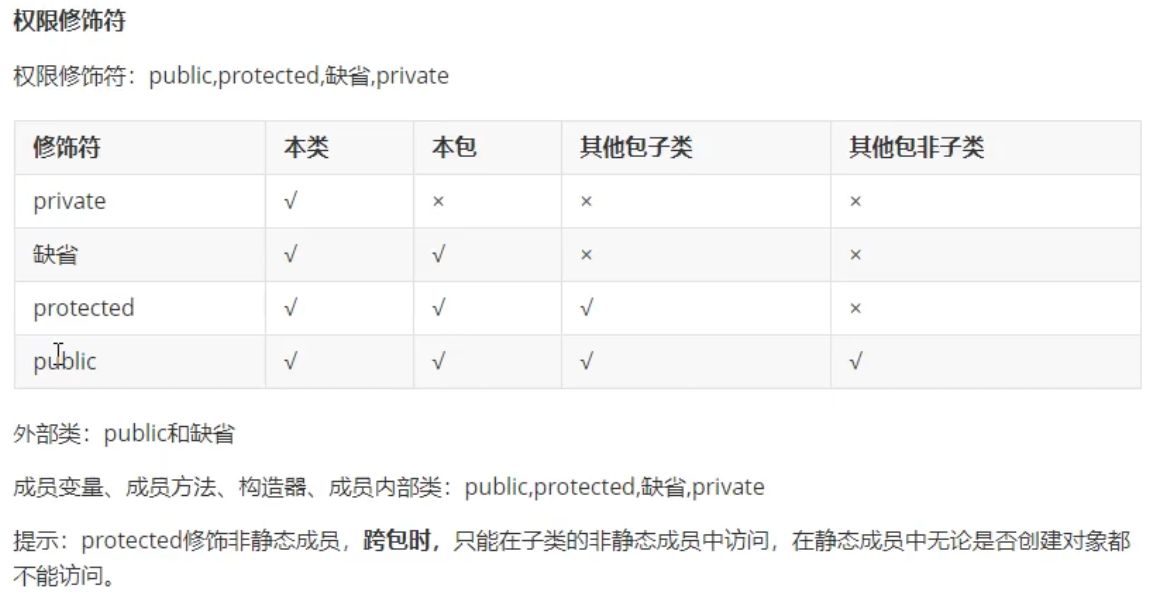 权限修饰符
权限修饰符：public,protected,缺省,private
修饰符 本类 本包 其他包子类 其他包非子类
private √ × × ×
缺省 √ √ × ×
protected √ √ √ ×
public √ √ √ √
外部类：public和缺省
成员变量、成员方法、构造器、成员内部类：public,protected,缺省,private
提示：protected修饰非静态成员，跨包时，只能在子类的非静态成员中访问，在静态成员中无论是否创建对象都
不能访问。